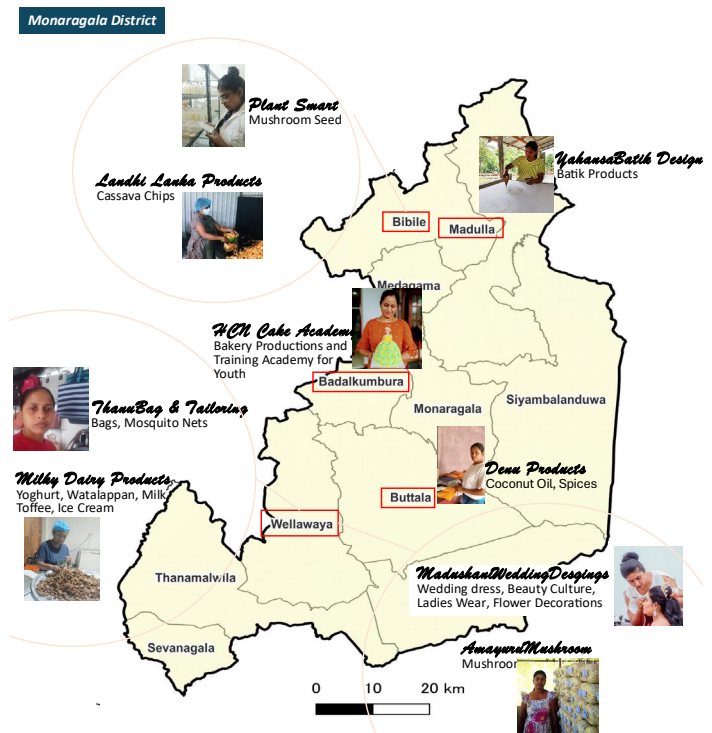 Monaragala District
Plant Smart
Mushroom Seed
YahansaBatik Design
Batik Products
Landhi Lanka Products
Cassava Chips
Bibile
Madulla
Medagama
HCN Cake Academ
Bakery Productions and
Training Academy for
Youth
Badalkumbura
Siyambalanduwa
ThanuBag & Tailoring
Bags, Mosquito Nets
Monaragala
Denu Products
Coconut Oil, Spices
Milky Dairy Products
Yoghurt, Watalappan, Milk
Toffee, Ice Cream
Buttala
Wellawaya
MadushaniWeddingDesgings
Wedding dress, Beauty Culture,
Ladies Wear, Flower Decorations
Thanamalwila
Sevanagala
AmayuruMushroom
Mushroom
0 10 20 km